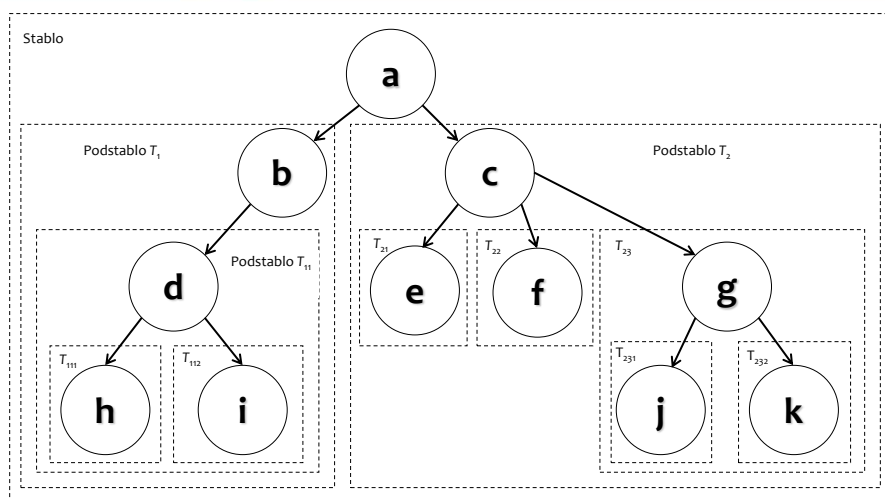 Stablo
a
Podstablo T₁
b
c
Podstablo T₂
d
Podstablo T₁₁
T₂₁
e
T₂₂
f
T₂₃
g
T₁₁₁
h
T₁₁₂
i
T₂₃₁
j
T₂₃₂
k